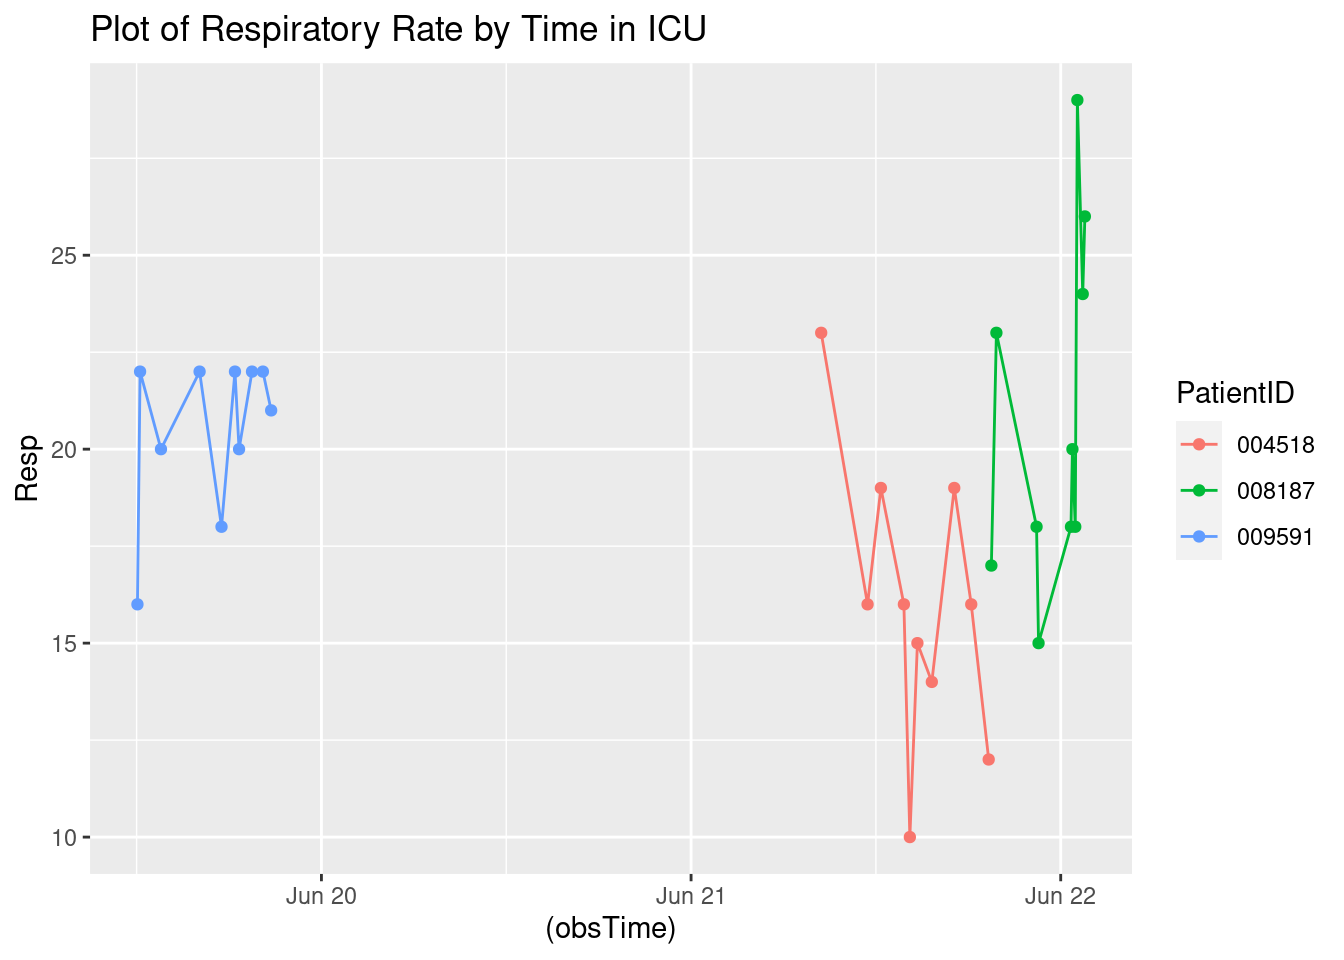 Plot of Respiratory Rate by Time in ICU
25
20
15
10
Resp
Jun 20
Jun 21
Jun 22
(obsTime)
PatientID
004518
008187
009591